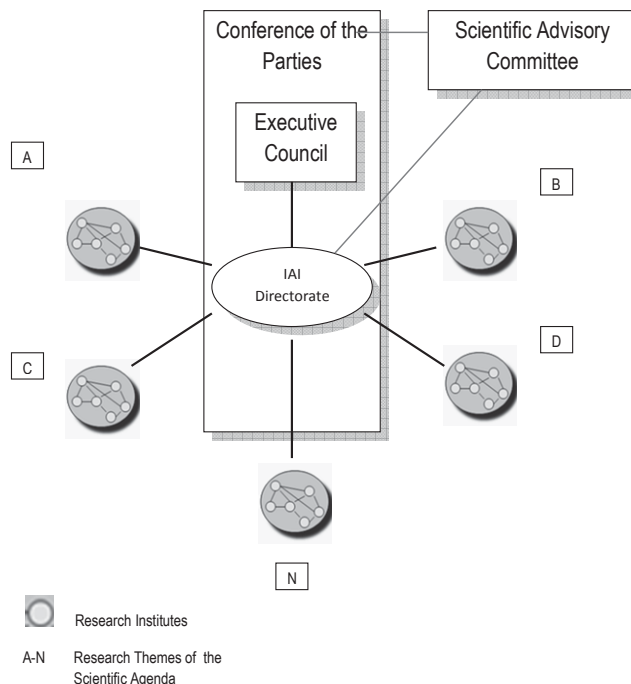 Conference of the
Parties
Scientific Advisory
Committee
Executive
Council
A
B
IAI
Directorate
C
D
N
Research Institutes
A-N Research Themes of the
Scientific Agenda